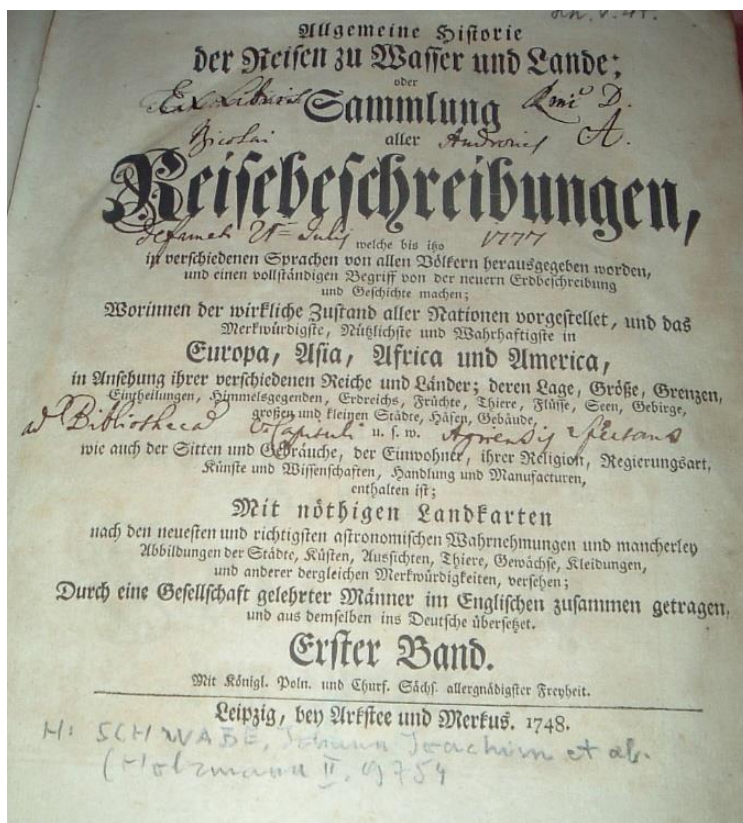 Allgemeine Historie
der Reisen zu Wasser und Lande;
oder
Ex Libris Sammlung D.
Nicolai aller A.
Reisebeschreibungen,
21 Julij welche bis itzo 1777
in verschiedenen Sprachen von allen Völkern herausgegeben worden,
und einen vollständigen Begriff von der neuern Erdbeschreibung
und Geschichte machen;
Worinnen der wirkliche Zustand aller Nationen vorgestellet, und das
Merkwürdigste, Nützlichste und Wahrhaftigste in
Europa, Asia, Africa und America,
in Ansehung ihrer verschiedenen Reiche und Länder; deren Lage, Größe, Grenzen,
Eintheilungen, Himmelsgegenden, Erdreichs, Früchte, Thiere, Flüsse, Seen, Gebirge,
großen und kleinen Städte, Häfen, Gebäude,
ad Bibliothecam u. s. w.
wie auch der Sitten und Gebräuche, der Einwohner, ihrer Religion, Regierungsart,
Künste und Wissenschaften, Handlung und Manufacturen,
enthalten ist;
Mit nöthigen Landkarten
nach den neuesten und richtigsten astronomischen Wahrnehmungen und mancherley
Abbildungen der Städte, Küsten, Aussichten, Thiere, Gewächse, Kleidungen,
und anderer dergleichen Merkwürdigkeiten, versehen;
Durch eine Gesellschaft gelehrter Männer im Englischen zusammen getragen,
und aus demselben ins Deutsche übersetzet.
Erster Band.
Mit Königl. Poln. und Churf. Sächs. allergnädigster Freyheit.
Leipzig, bey Arkstee und Merkus. 1748.
H: SCHWABE, Johann Joachim et al.
(Holzmann II. 9754